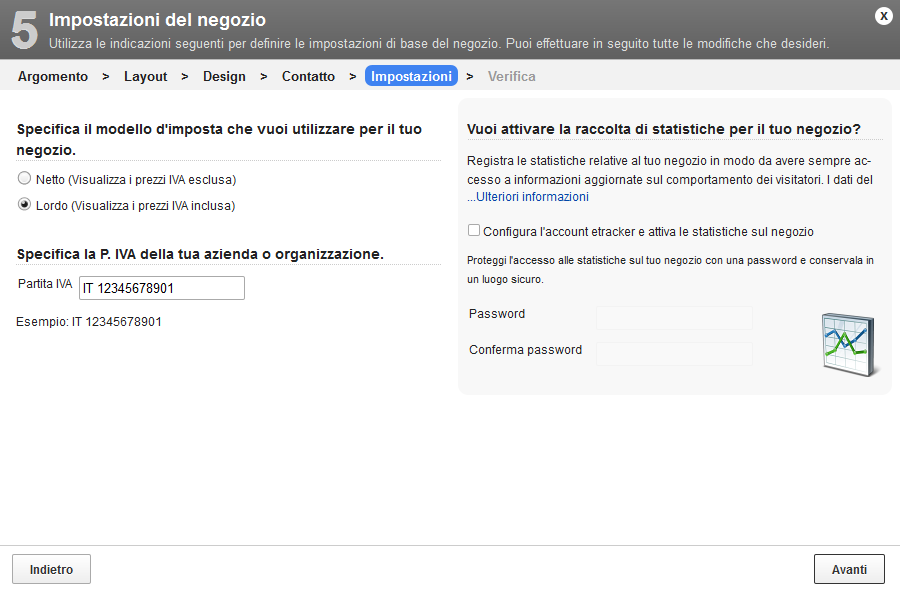 5
Impostazioni del negozio
Utilizza le indicazioni seguenti per definire le impostazioni di base del negozio. Puoi effettuare in seguito tutte le modifiche che desideri.
X
Argomento > Layout > Design > Contatto > Impostazioni > Verifica
Specifica il modello d'imposta che vuoi utilizzare per il tuo
negozio.
Netto (Visualizza i prezzi IVA esclusa)
Lordo (Visualizza i prezzi IVA inclusa)
Specifica la P. IVA della tua azienda o organizzazione.
Partita IVA IT 12345678901
Esempio: IT 12345678901
Vuoi attivare la raccolta di statistiche per il tuo negozio?
Registra le statistiche relative al tuo negozio in modo da avere sempre ac-
cesso a informazioni aggiornate sul comportamento dei visitatori. I dati del
...Ulteriori informazioni
Configura l'account etracker e attiva le statistiche sul negozio
Proteggi l'accesso alle statistiche sul tuo negozio con una password e conservala in
un luogo sicuro.
Password
Conferma password
Indietro
Avanti